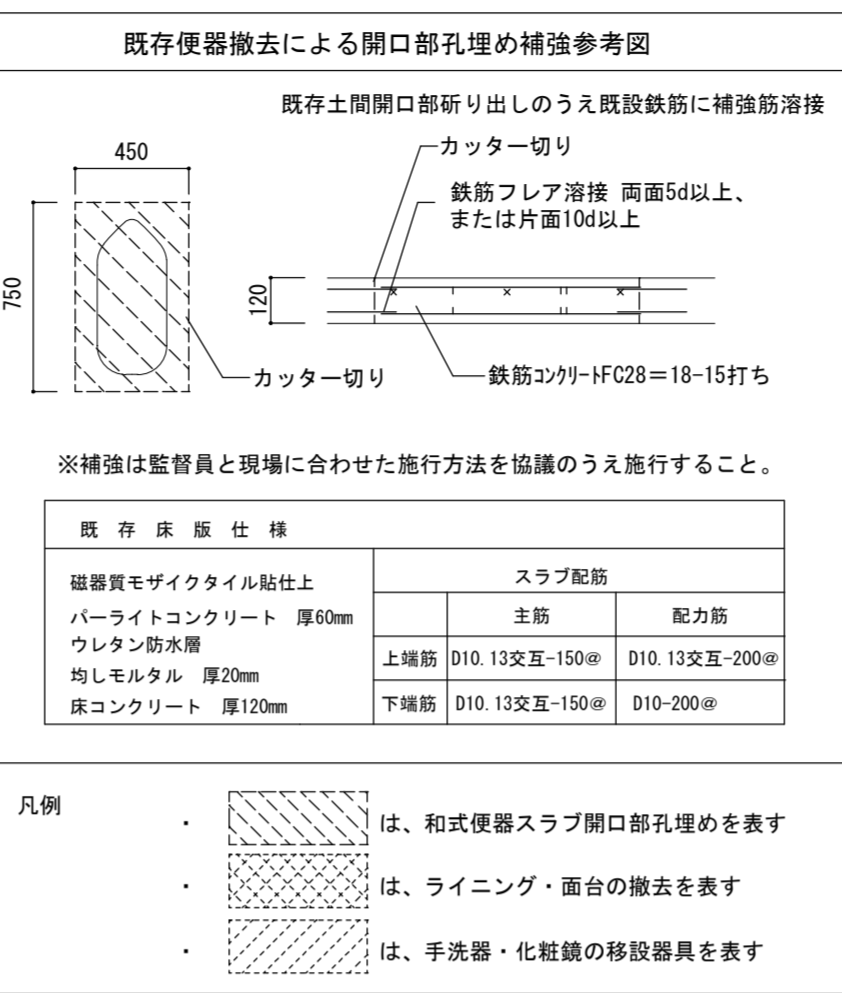 既存便器撤去による開口部孔埋め補強参考図
既存土間開口部斫り出しのうえ既設鉄筋に補強筋溶接
450
カッター切り
鉄筋フレア溶接 両面5d以上、
または片面10d以上
750
120
カッター切り
鉄筋ｺﾝｸﾘｰﾄFC28＝18-15打ち
※補強は監督員と現場に合わせた施行方法を協議のうえ施行すること。
既存床版仕様
磁器質モザイクタイル貼仕上
パーライトコンクリート 厚60mm
ウレタン防水層
均しモルタル 厚20mm
床コンクリート 厚120mm
スラブ配筋
主筋 配力筋
上端筋 D10.13交互-150＠ D10.13交互-200＠
下端筋 D10.13交互-150＠ D10-200＠
凡例
・ は、和式便器スラブ開口部孔埋めを表す
・ は、ライニング・面台の撤去を表す
・ は、手洗器・化粧鏡の移設器具を表す